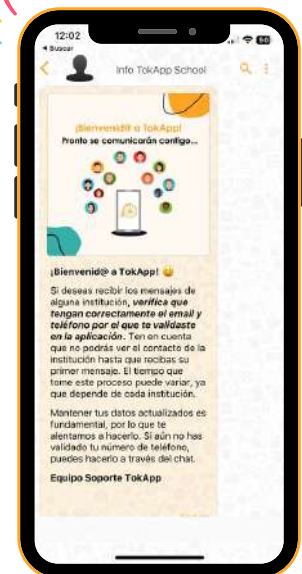 12:02
◀ Buscar
60
Info TokApp School
¡Bienvenid@ a TokApp!
Pronto se comunicarán contigo...
¡Bienvenid@ a TokApp! 😃
Si deseas recibir los mensajes de
alguna institución, verifica que
tengan correctamente el email y
teléfono por el que te validaste
en la aplicación. Ten en cuenta
que no podrás ver el contacto de la
institución hasta que recibas su
primer mensaje. El tiempo que
tome este proceso puede variar, ya
que depende de cada institución.
Mantener tus datos actualizados es
fundamental, por lo que te
alentamos a hacerlo. Si aún no has
validado tu número de teléfono,
puedes hacerlo a través del chat.
Equipo Soporte TokApp